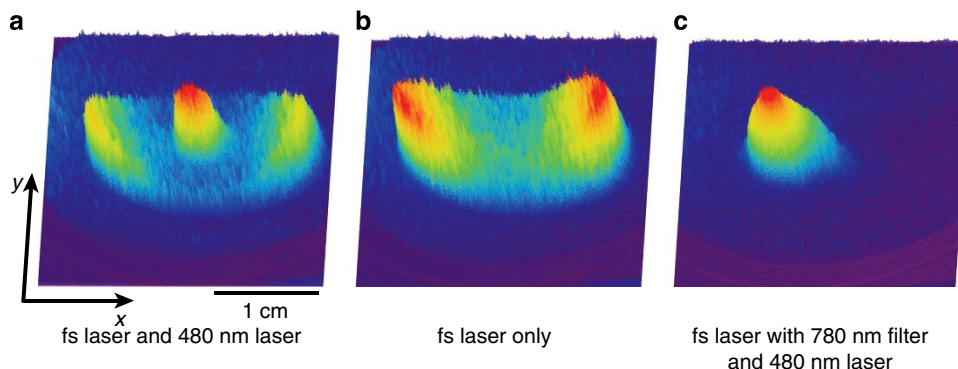 a
b
c
y
x
1 cm
fs laser and 480 nm laser
fs laser only
fs laser with 780 nm filter
and 480 nm laser